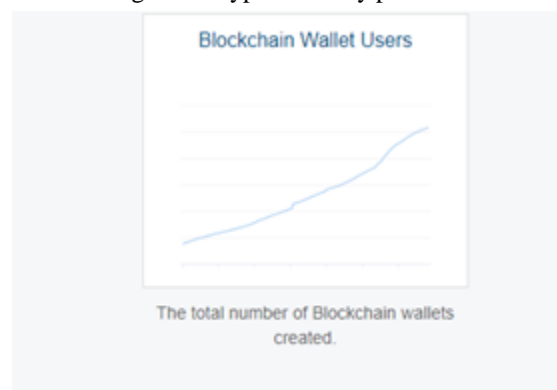 Blockchain Wallet Users
The total number of Blockchain wallets
created.